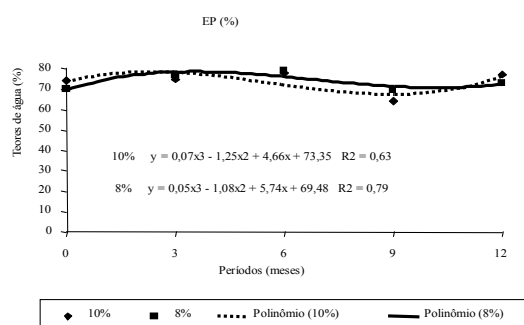 EP (%)
Teores de água (%)
80
70
60
50
40
30
20
10
0
10% y = 0,07x3 - 1,25x2 + 4,66x + 73,35 R2 = 0,63
8% y = 0,05x3 - 1,08x2 + 5,74x + 69,48 R2 = 0,79
0 3 6 9 12
Períodos (meses)
10% 8% Polinômio (10%) Polinômio (8%)